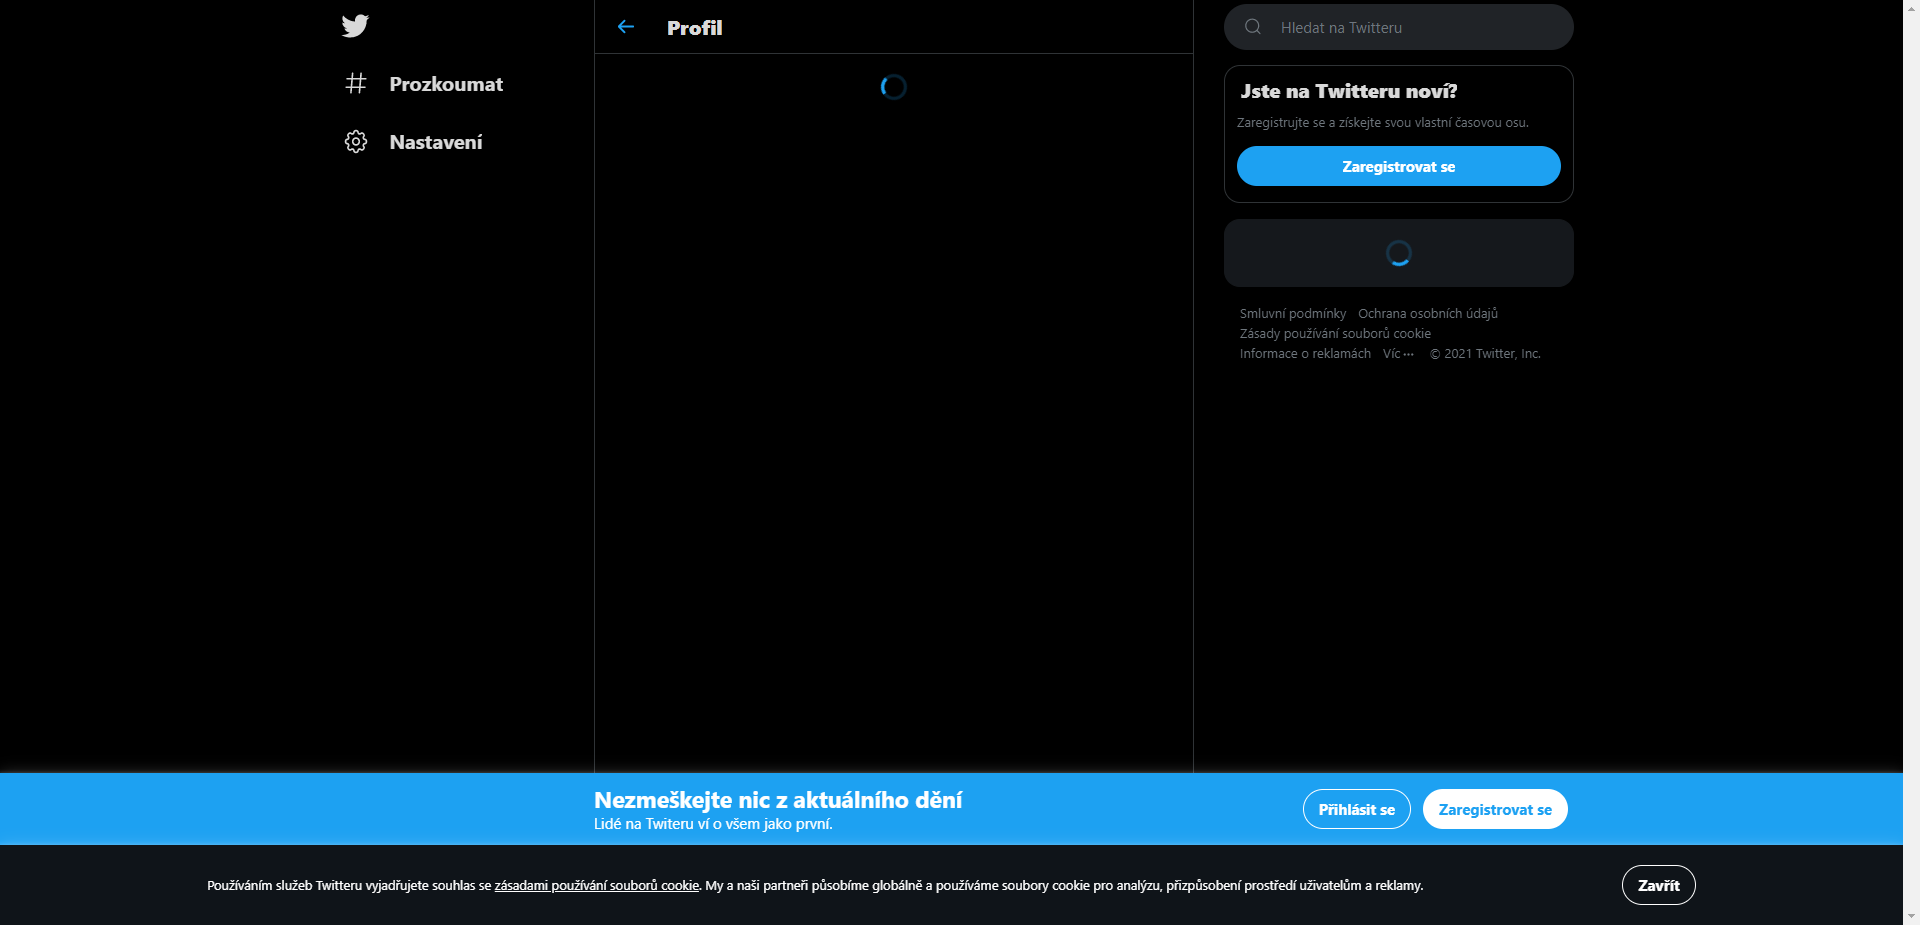 Profil
Prozkoumat
Nastavení
Hledat na Twitteru
Jste na Twitteru noví?
Zaregistrujte se a získejte svou vlastní časovou osu.
Zaregistrovat se
Smluvní podmínky Ochrana osobních údajů
Zásady používání souborů cookie
Informace o reklamách Víc ··· © 2021 Twitter, Inc.
Nezmeškejte nic z aktuálního dění
Lidé na Twiteru ví o všem jako první.
Přihlásit se
Zaregistrovat se
Používáním služeb Twitteru vyjadřujete souhlas se zásadami používání souborů cookie. My a naši partneři působíme globálně a používáme soubory cookie pro analýzu, přizpůsobení prostředí uživatelům a reklamy.
Zavřít